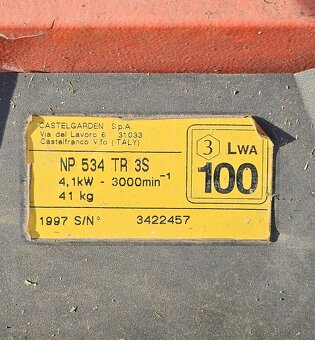 CASTELGARDEN S.p.A.
Via del Lavoro 6 31033
Castelfranco V.to (ITALY)
NP 534 TR 3S
4,1kW - 3000min⁻¹
41 kg
1997 S/N° 3422457
3 LWA
100